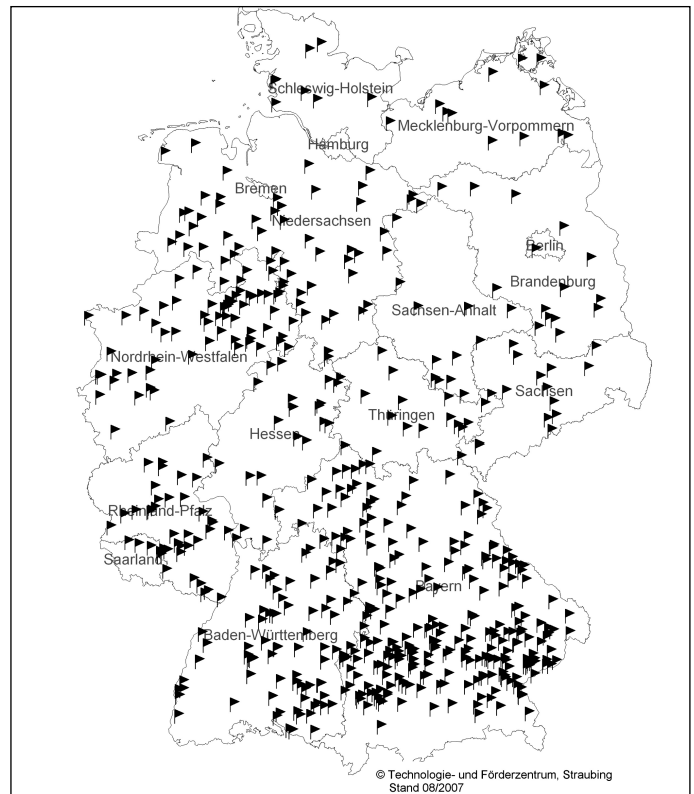 Schleswig-Holstein
Mecklenburg-Vorpommern
Hamburg
Bremen
Niedersachsen
Berlin
Brandenburg
Sachsen-Anhalt
Nordrhein-Westfalen
Sachsen
Thüringen
Hessen
Rheinland-Pfalz
Saarland
Bayern
Baden-Württemberg
© Technologie- und Förderzentrum, Straubing
Stand 08/2007